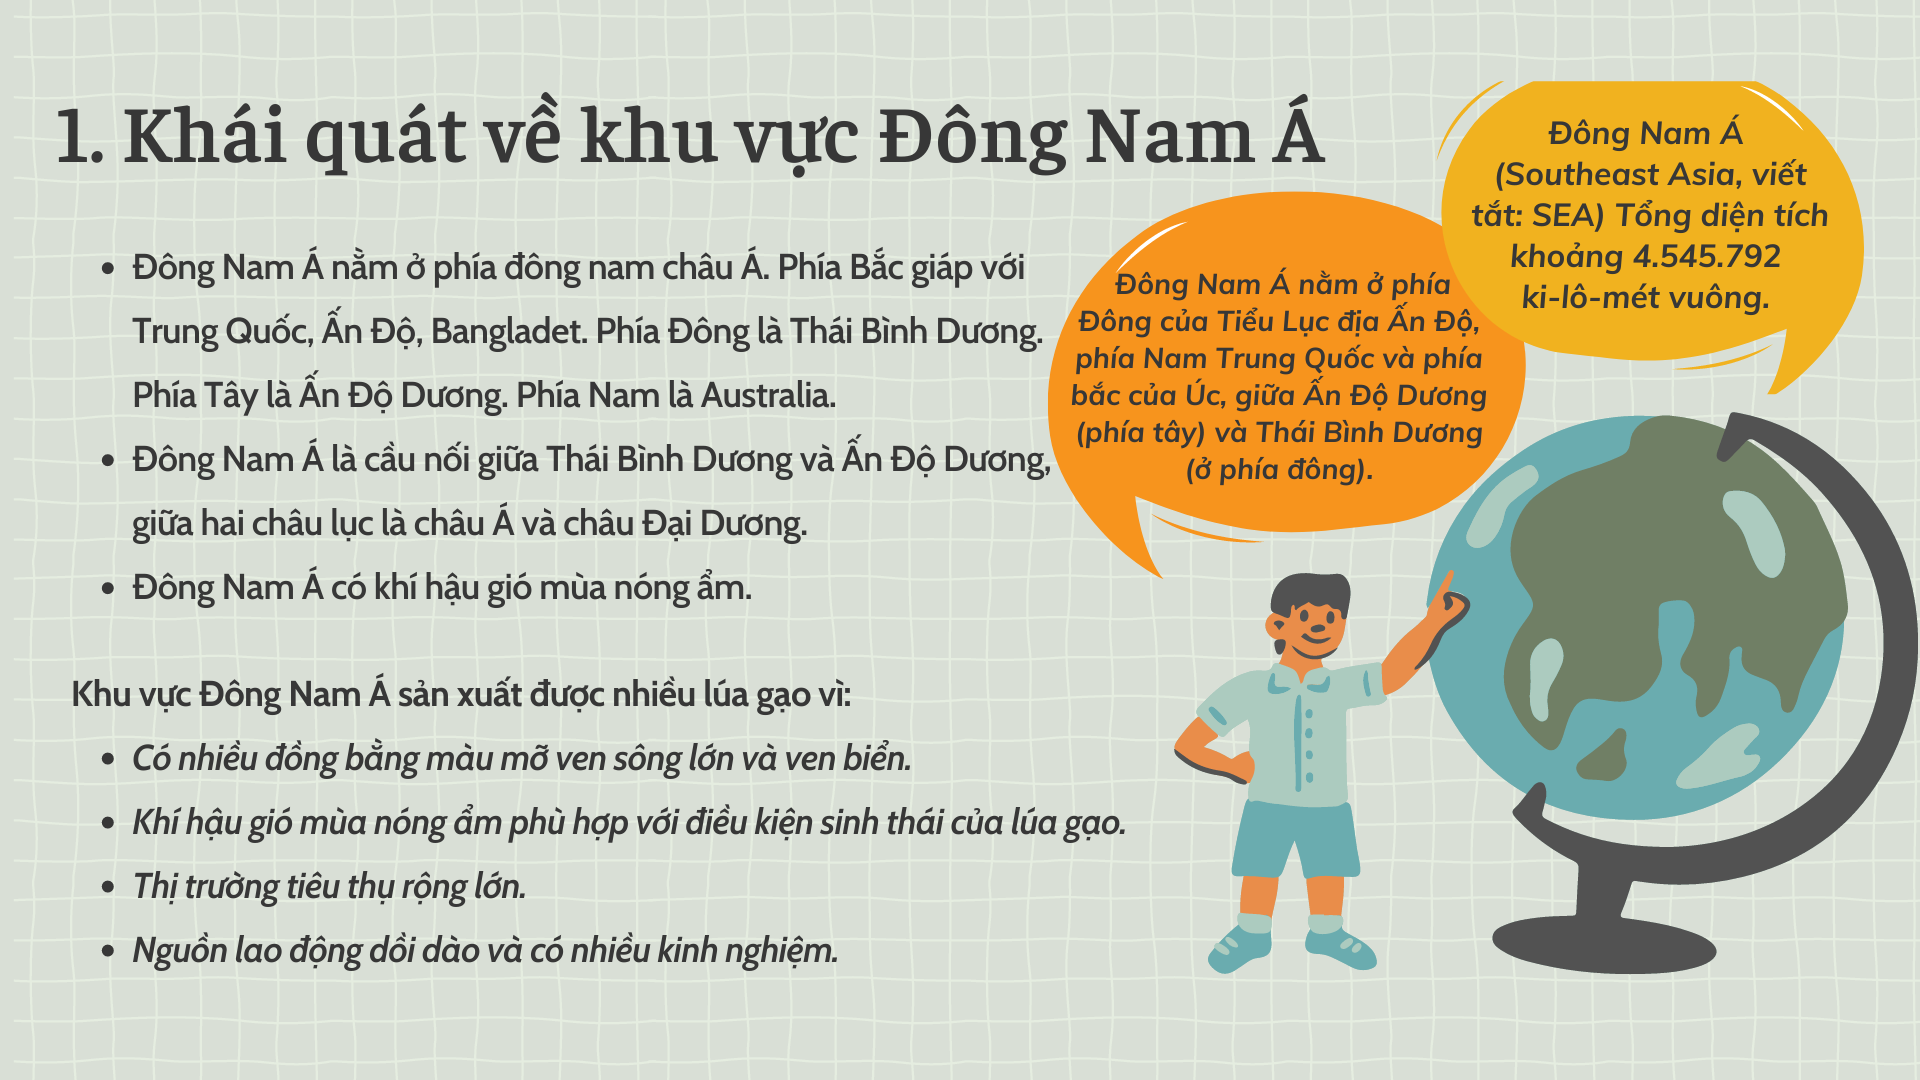 1. Khái quát về khu vực Đông Nam Á
• Đông Nam Á nằm ở phía đông nam châu Á. Phía Bắc giáp với
Trung Quốc, Ấn Độ, Bangladet. Phía Đông là Thái Bình Dương.
Phía Tây là Ấn Độ Dương. Phía Nam là Australia.
• Đông Nam Á là cầu nối giữa Thái Bình Dương và Ấn Độ Dương,
giữa hai châu lục là châu Á và châu Đại Dương.
• Đông Nam Á có khí hậu gió mùa nóng ẩm.
Khu vực Đông Nam Á sản xuất được nhiều lúa gạo vì:
• Có nhiều đồng bằng màu mỡ ven sông lớn và ven biển.
• Khí hậu gió mùa nóng ẩm phù hợp với điều kiện sinh thái của lúa gạo.
• Thị trường tiêu thụ rộng lớn.
• Nguồn lao động dồi dào và có nhiều kinh nghiệm.
Đông Nam Á nằm ở phía
Đông của Tiểu Lục địa Ấn Độ,
phía Nam Trung Quốc và phía
bắc của Úc, giữa Ấn Độ Dương
(phía tây) và Thái Bình Dương
(ở phía đông).
Đông Nam Á
(Southeast Asia, viết
tắt: SEA) Tổng diện tích
khoảng 4.545.792
ki-lô-mét vuông.